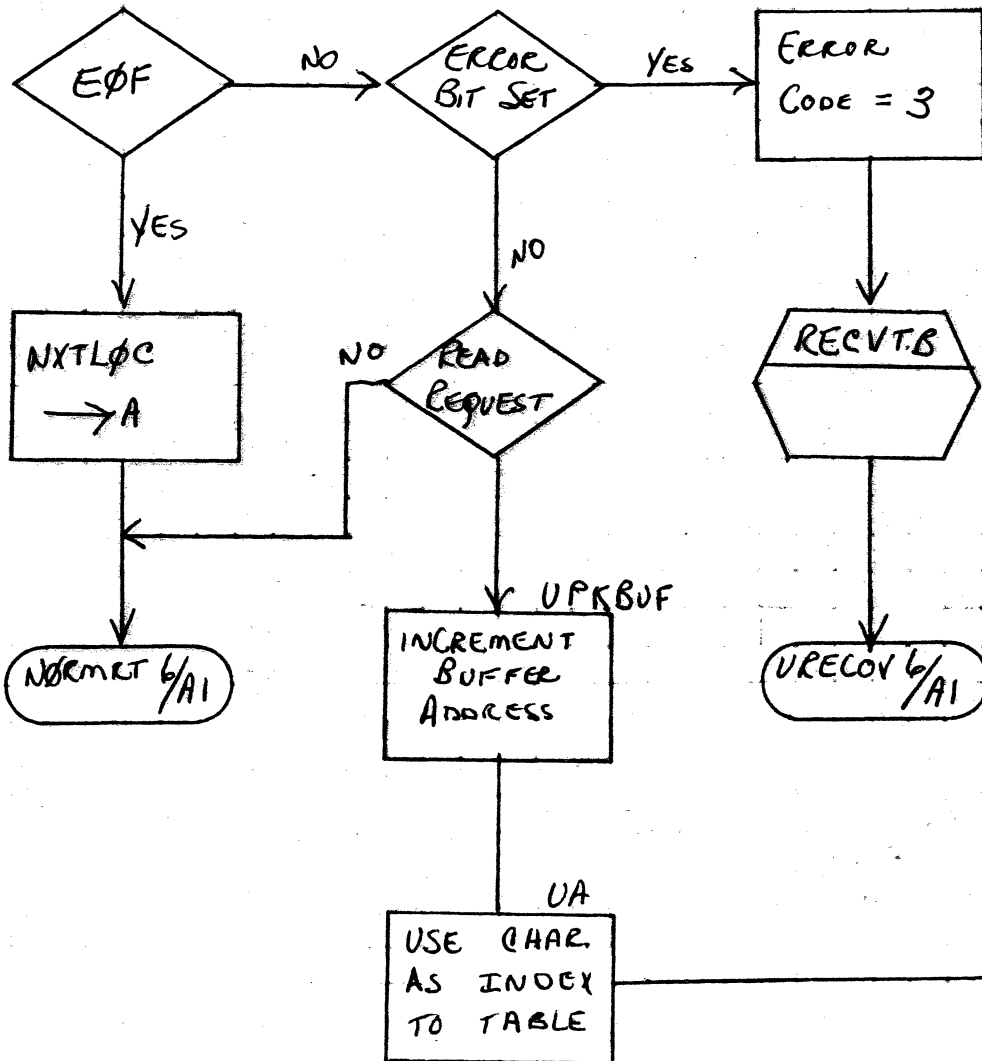 EØF
NO
ERROR
BIT SET
YES
ERROR
CODE = 3
YES
NO
NXTLØC
→ A
NO
READ
REQUEST
RECVT.B
NØRMRT 6/A1
UPKBUF
INCREMENT
BUFFER
ADDRESS
URECOV 6/A1
UA
USE CHAR.
AS INDEX
TO TABLE